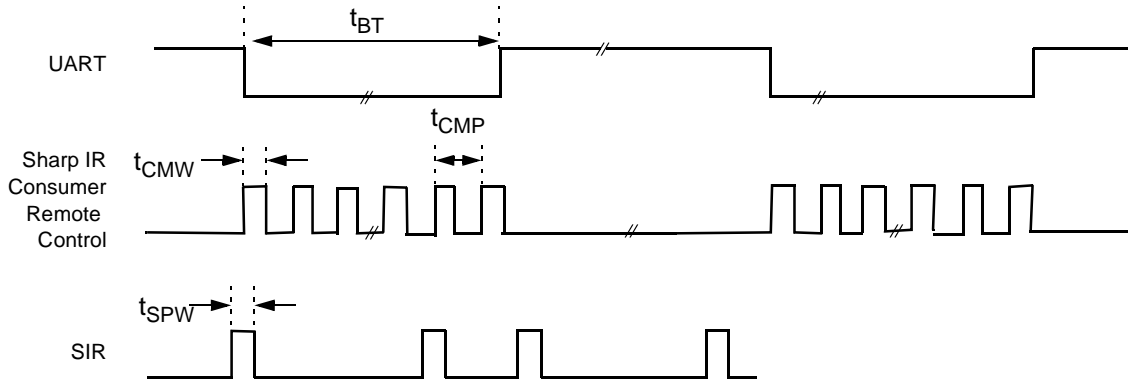 tBT
UART
tCMP
Sharp IR
Consumer
Remote
Control
tCMW
tSPW
SIR